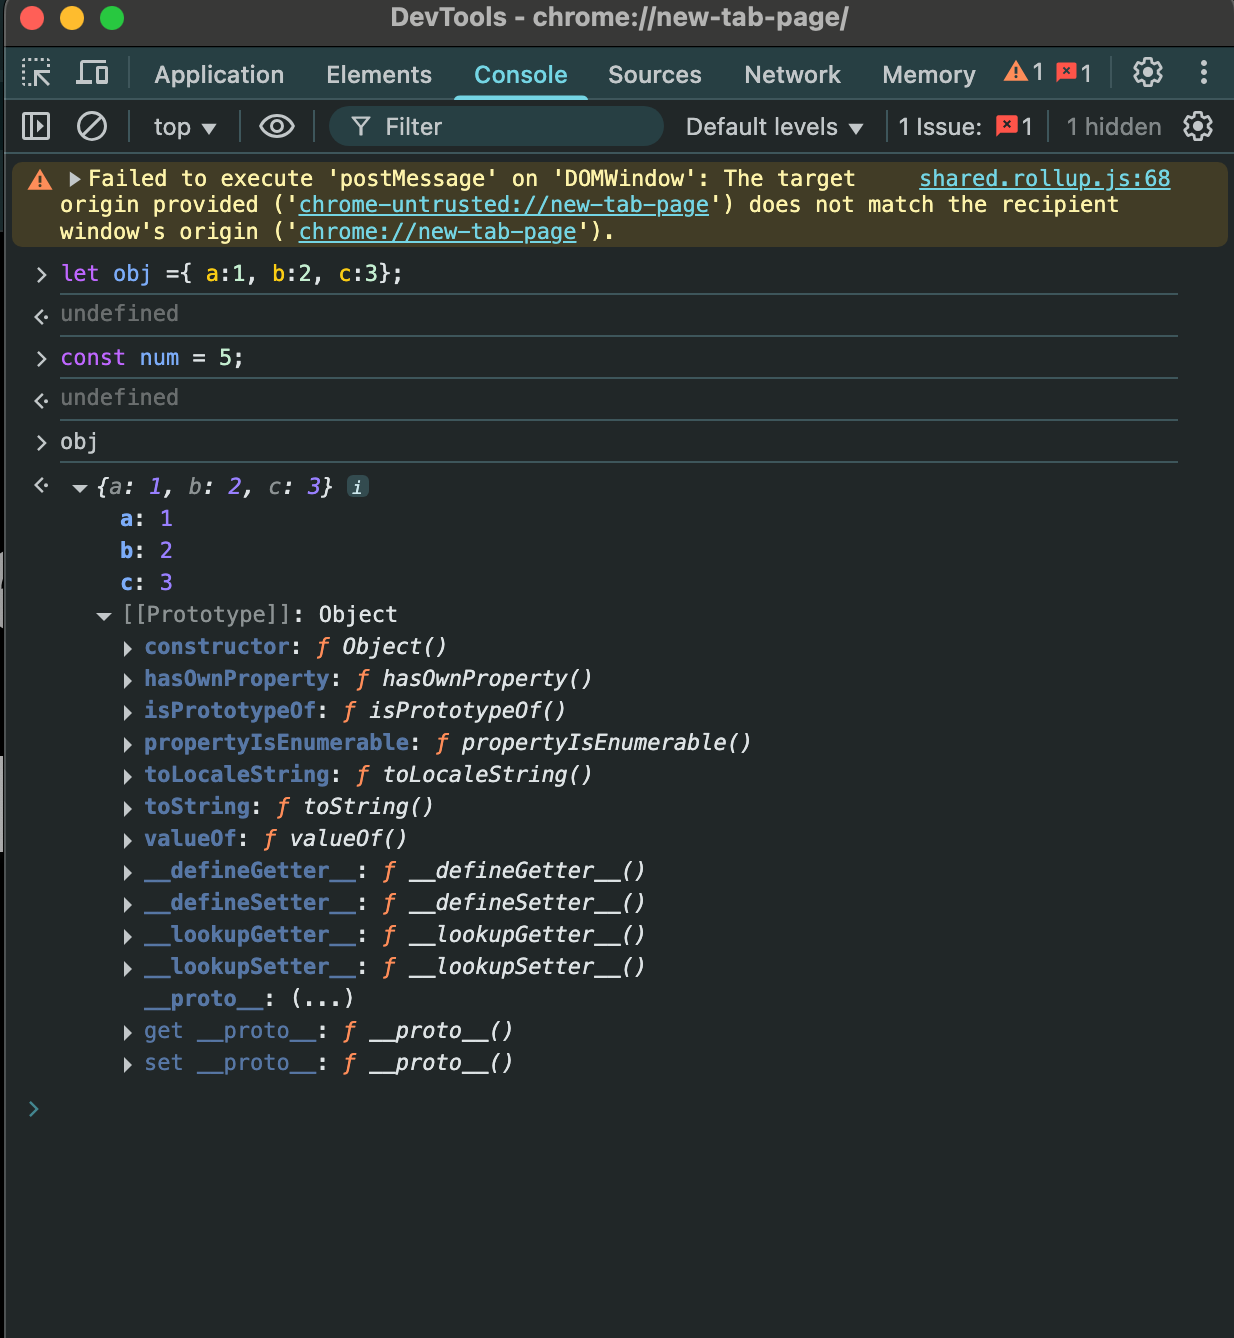 DevTools - chrome://new-tab-page/
Application Elements Console Sources Network Memory 1 1
top Filter Default levels 1 Issue: 1 1 hidden
Failed to execute 'postMessage' on 'DOMWindow': The target shared.rollup.js:68
origin provided ('chrome-untrusted://new-tab-page') does not match the recipient
window's origin ('chrome://new-tab-page').
let obj ={ a:1, b:2, c:3};
undefined
const num = 5;
undefined
obj
{a: 1, b: 2, c: 3} i
a: 1
b: 2
c: 3
[[Prototype]]: Object
constructor: ƒ Object()
hasOwnProperty: ƒ hasOwnProperty()
isPrototypeOf: ƒ isPrototypeOf()
propertyIsEnumerable: ƒ propertyIsEnumerable()
toLocaleString: ƒ toLocaleString()
toString: ƒ toString()
valueOf: ƒ valueOf()
__defineGetter__: ƒ __defineGetter__()
__defineSetter__: ƒ __defineSetter__()
__lookupGetter__: ƒ __lookupGetter__()
__lookupSetter__: ƒ __lookupSetter__()
__proto__: (...)
get __proto__: ƒ __proto__()
set __proto__: ƒ __proto__()